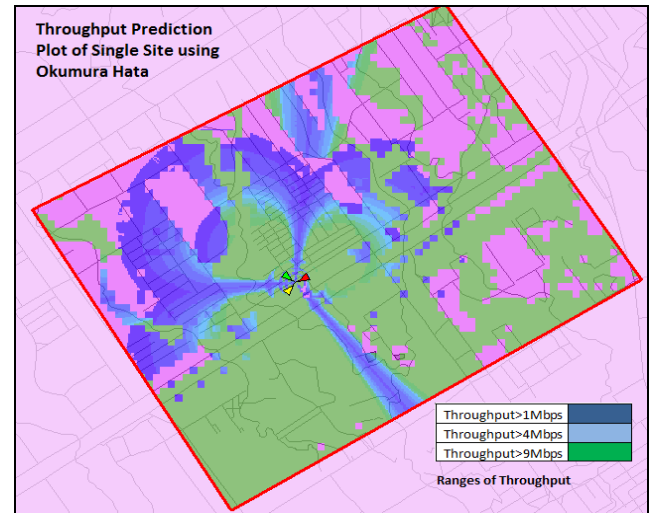 Throughput Prediction
Plot of Single Site using
Okumura Hata
Throughput>1Mbps
Throughput>4Mbps
Throughput>9Mbps
Ranges of Throughput